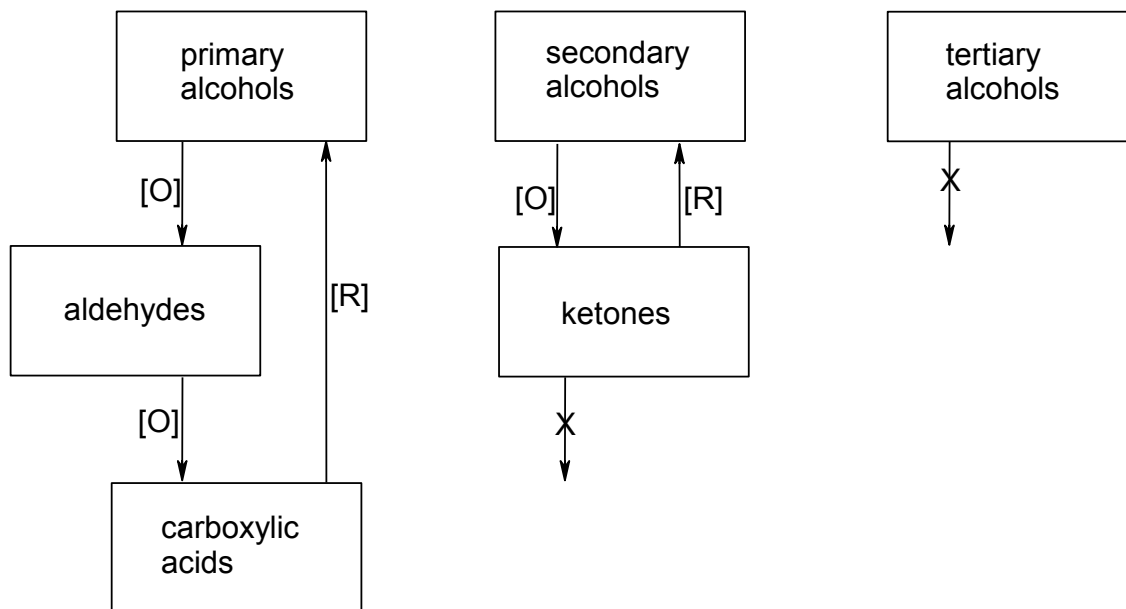 primary
alcohols
secondary
alcohols
tertiary
alcohols
[O]
[O]
[R]
X
aldehydes
[R]
ketones
[O]
X
carboxylic
acids